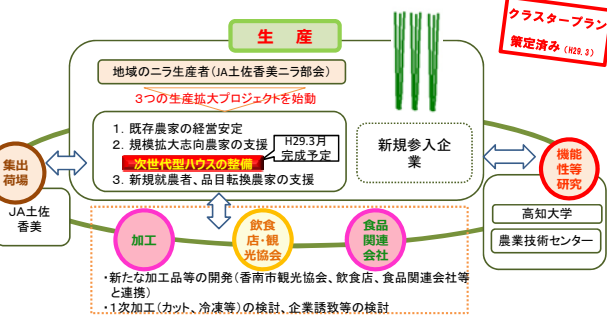 クラスタープラン
策定済み（H29.3）
生 産
地域のニラ生産者（JA土佐香美ニラ部会）
3つの生産拡大プロジェクトを始動
1. 既存農家の経営安定
2. 規模拡大志向農家の支援
次世代型ハウスの整備
H29.3月
完成予定
3. 新規就農者、品目転換農家の支援
新規参入企
業
集出
荷場
JA土佐
香美
機能
性等
研究
高知大学
農業技術センター
加工
飲食
店・観
光協会
食品
関連
会社
・新たな加工品等の開発（香南市観光協会、飲食店、食品関連会社等
と連携）
・1次加工（カット、冷凍等）の検討、企業誘致等の検討